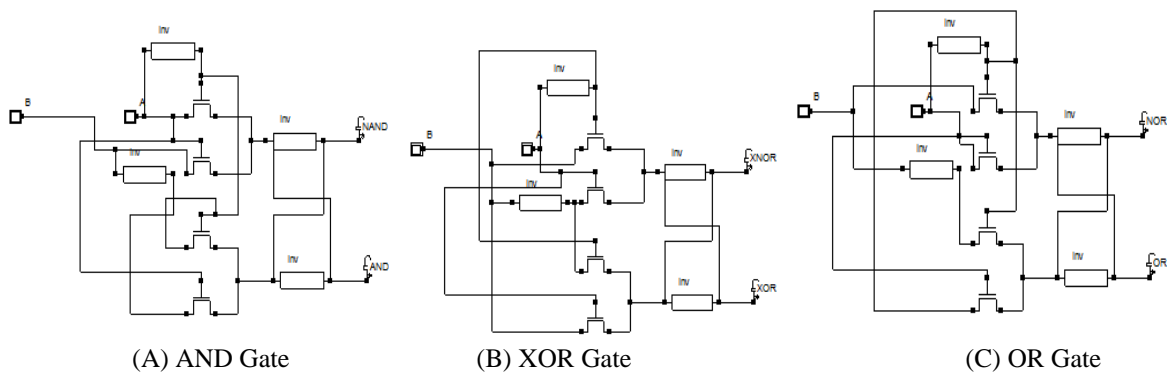 Inv
B
A
NAND
Inv
Inv
Inv
AND
Inv
B
A
XNOR
Inv
Inv
Inv
XOR
Inv
B
A
NOR
Inv
Inv
Inv
OR
(A) AND Gate
(B) XOR Gate
(C) OR Gate